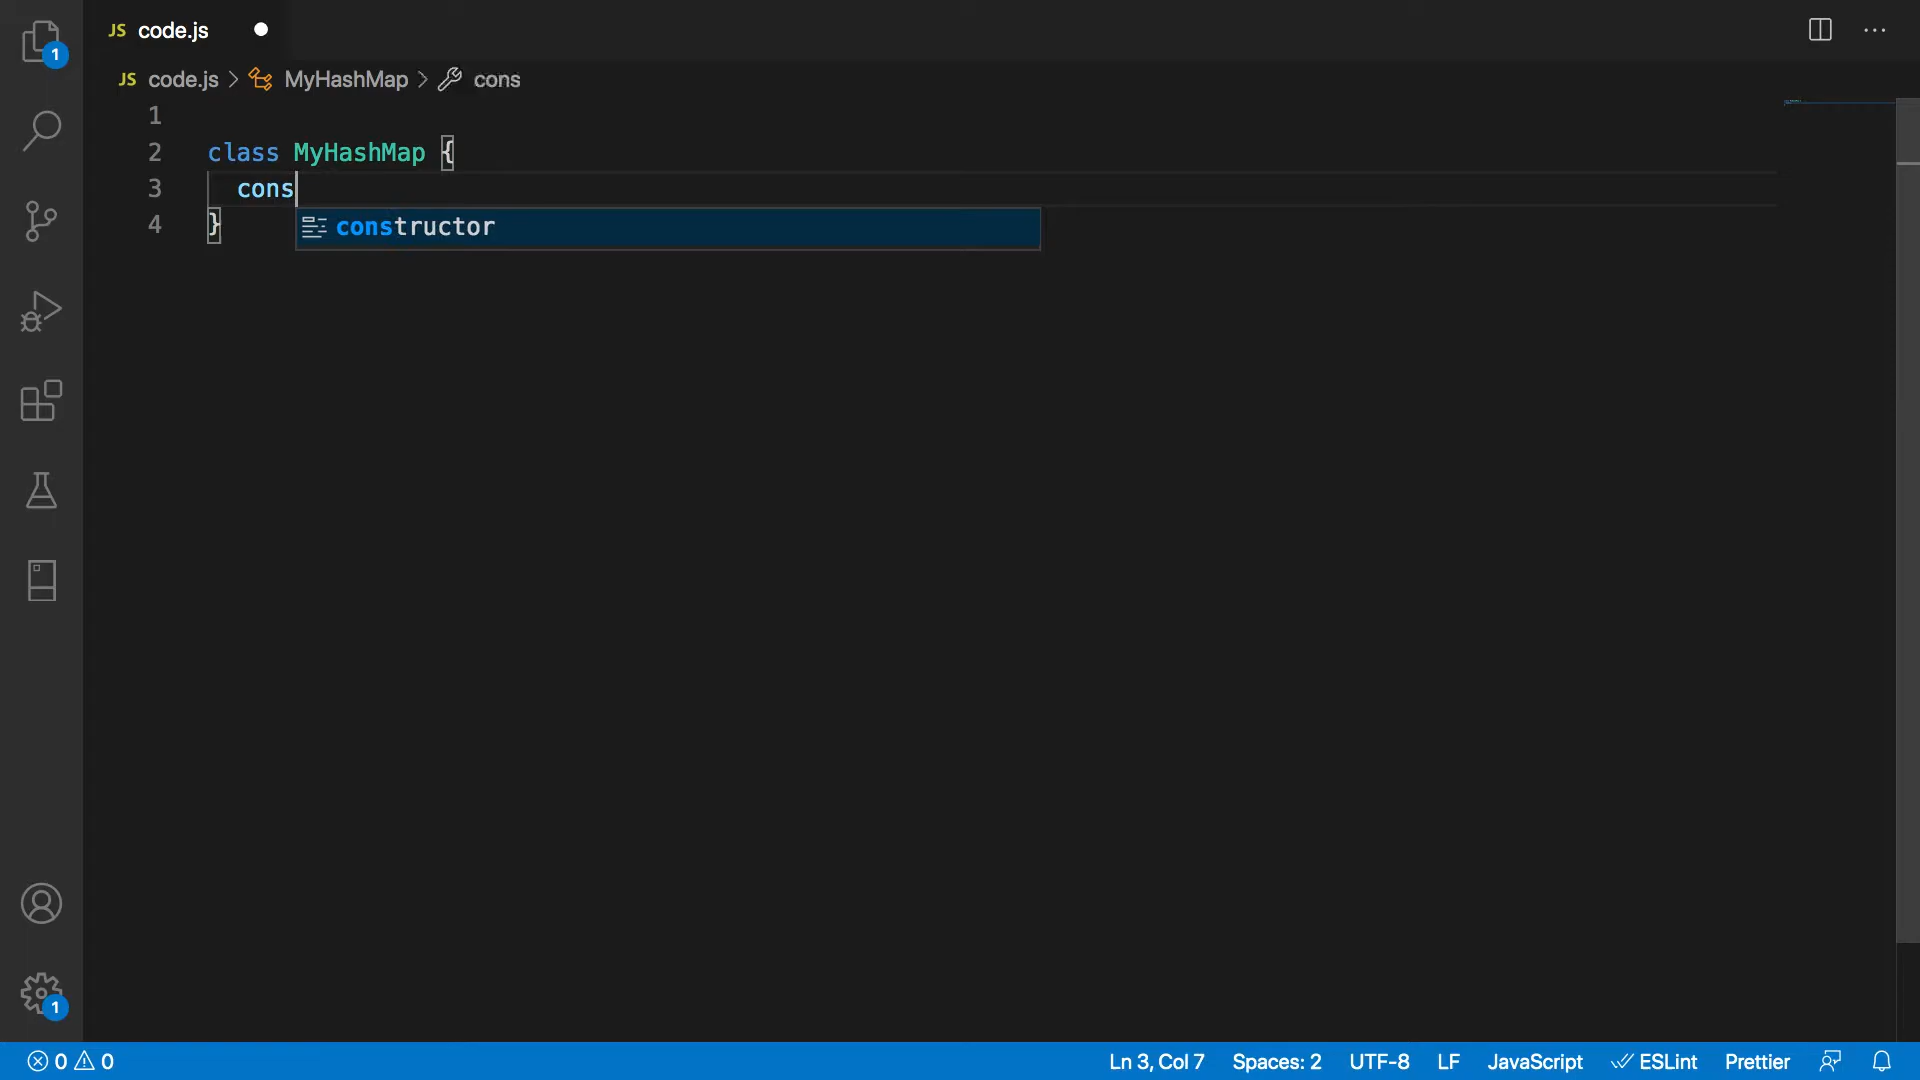 JS code.js
JS code.js > MyHashMap > cons
1
2 class MyHashMap {
3 cons
4 }
constructor
1
1
0 0
Ln 3, Col 7 Spaces: 2 UTF-8 LF JavaScript ESLint Prettier